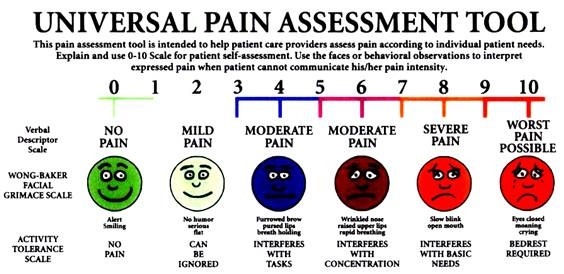 UNIVERSAL PAIN ASSESSMENT TOOL
This pain assessment tool is intended to help patient care providers assess pain according to individual patient needs.
Explain and use 0-10 Scale for patient self-assessment. Use the faces or behavioral observations to interpret
expressed pain when patient cannot communicate his/her pain intensity.
0 1 2 3 4 5 6 7 8 9 10
Verbal
Descriptor
Scale
NO
PAIN
MILD
PAIN
MODERATE
PAIN
MODERATE
PAIN
SEVERE
PAIN
WORST
PAIN
POSSIBLE
WONG-BAKER
FACIAL
GRIMACE SCALE
Alert
Smiling
No humor
serious
flat
Furrowed brow
pursed lips
breath holding
Wrinkled nose
raised upper lips
rapid breathing
Slow blink
open mouth
Eyes closed
moaning
crying
ACTIVITY
TOLERANCE
SCALE
NO
PAIN
CAN
BE
IGNORED
INTERFERES
WITH
TASKS
INTERFERES
WITH
CONCENTRATION
INTERFERES
WITH BASIC
NEEDS
BEDREST
REQUIRED